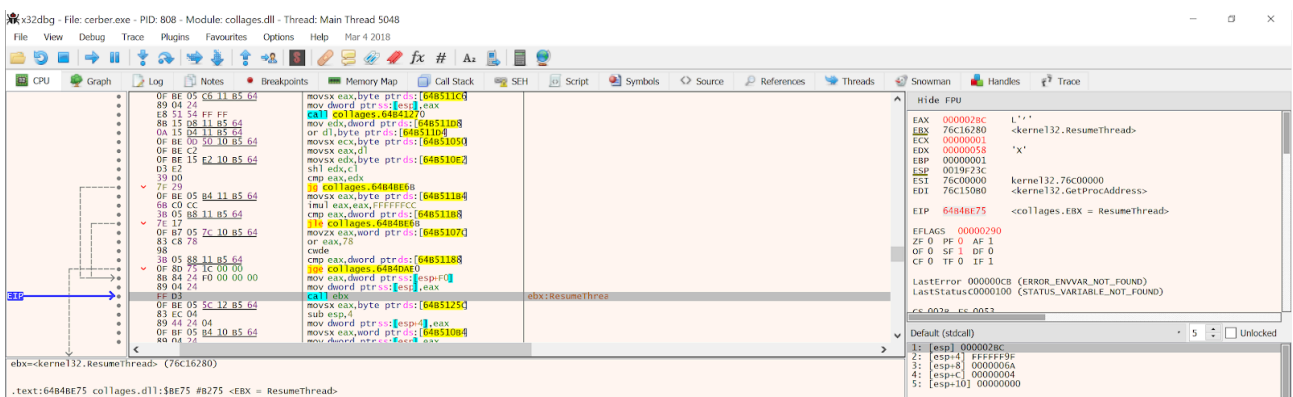 x32dbg - File: cerber.exe - PID: 808 - Module: collages.dll - Thread: Main Thread 5048
File View Debug Trace Plugins Favourites Options Help Mar 4 2018
CPU Graph Log Notes Breakpoints Memory Map Call Stack SEH Script Symbols Source References Threads Snowman Handles Trace
0F BE 05 C6 11 B5 64 movsx eax,byte ptr ds:[64B511C6]
89 04 24 mov dword ptr ss:[esp],eax
E8 51 54 FF FF call collages.64B41270
8B 15 D8 11 B5 64 mov edx,dword ptr ds:[64B511D8]
0A 15 D4 11 B5 64 or dl,byte ptr ds:[64B511D4]
0F BE 0D 50 10 B5 64 movsx ecx,byte ptr ds:[64B51050]
0F BE C2 movsx eax,dl
0F BE 15 E2 10 B5 64 movsx edx,byte ptr ds:[64B510E2]
D3 E2 shl edx,cl
39 D0 cmp eax,edx
7F 29 jg collages.64B4BE6B
0F BE 05 B4 11 B5 64 movsx eax,byte ptr ds:[64B511B4]
6B C0 CC imul eax,eax,FFFFFFCC
3B 05 B8 11 B5 64 cmp eax,dword ptr ds:[64B511B8]
7E 17 jle collages.64B4BE6B
0F B7 05 7C 10 B5 64 movzx eax,word ptr ds:[64B5107C]
83 C8 78 or eax,78
98 cwde
3B 05 88 11 B5 64 cmp eax,dword ptr ds:[64B51188]
0F 8D 75 1C 00 00 jge collages.64B4DAE0
8B 84 24 F0 00 00 00 mov eax,dword ptr ss:[esp+F0]
89 04 24 mov dword ptr ss:[esp],eax
EIP FF D3 call ebx ebx:ResumeThrea
0F BE 05 5C 12 B5 64 movsx eax,byte ptr ds:[64B5125C]
83 EC 04 sub esp,4
89 44 24 04 mov dword ptr ss:[esp+4],eax
0F BF 05 84 10 B5 64 movsx eax,word ptr ds:[64B51084]
89 04 24 mov dword ptr ss:[esp],eax
ebx=<kernel32.ResumeThread> (76C16280)
.text:64B4BE75 collages.dll:$BE75 #B275 <EBX = ResumeThread>
Hide FPU
EAX 000002BC L'ʼ'
EBX 76C16280 <kernel32.ResumeThread>
ECX 00000001
EDX 00000058 'X'
EBP 00000001
ESP 0019F23C
ESI 76C00000 kernel32.76C00000
EDI 76C15080 <kernel32.GetProcAddress>
EIP 64B4BE75 <collages.EBX = ResumeThread>
EFLAGS 00000290
ZF 0 PF 0 AF 1
OF 0 SF 1 DF 0
CF 0 TF 0 IF 1
LastError 000000CB (ERROR_ENVVAR_NOT_FOUND)
LastStatus C0000100 (STATUS_VARIABLE_NOT_FOUND)
Default (stdcall) 5 Unlocked
1: [esp] 000002BC
2: [esp+4] FFFFFF9F
3: [esp+8] 0000006A
4: [esp+C] 00000004
5: [esp+10] 00000000